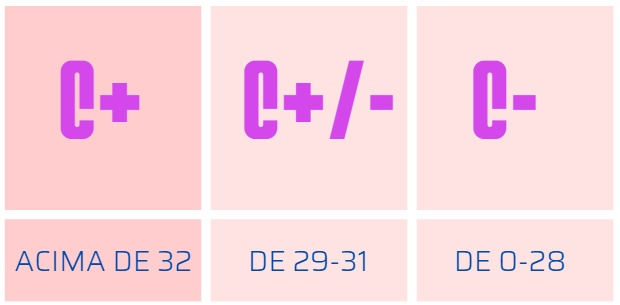 C+ C+/- C-
ACIMA DE 32 DE 29-31 DE 0-28